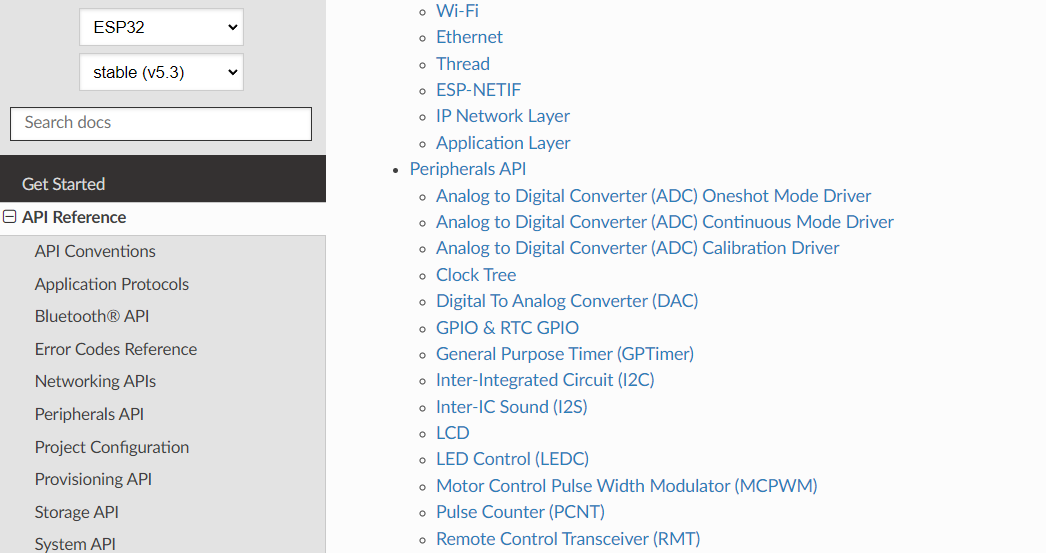 ESP32
stable (v5.3)
Search docs
Get Started
API Reference
API Conventions
Application Protocols
Bluetooth® API
Error Codes Reference
Networking APIs
Peripherals API
Project Configuration
Provisioning API
Storage API
System API
Wi-Fi
Ethernet
Thread
ESP-NETIF
IP Network Layer
Application Layer
Peripherals API
Analog to Digital Converter (ADC) Oneshot Mode Driver
Analog to Digital Converter (ADC) Continuous Mode Driver
Analog to Digital Converter (ADC) Calibration Driver
Clock Tree
Digital To Analog Converter (DAC)
GPIO & RTC GPIO
General Purpose Timer (GPTimer)
Inter-Integrated Circuit (I2C)
Inter-IC Sound (I2S)
LCD
LED Control (LEDC)
Motor Control Pulse Width Modulator (MCPWM)
Pulse Counter (PCNT)
Remote Control Transceiver (RMT)